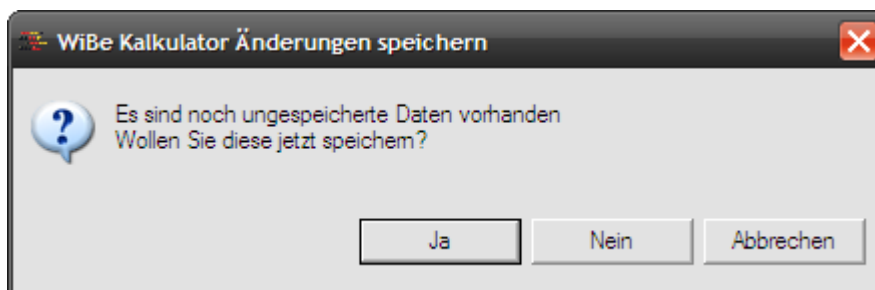 WiBe Kalkulator Änderungen speichern
Es sind noch ungespeicherte Daten vorhanden
Wollen Sie diese jetzt speichern?
Ja
Nein
Abbrechen